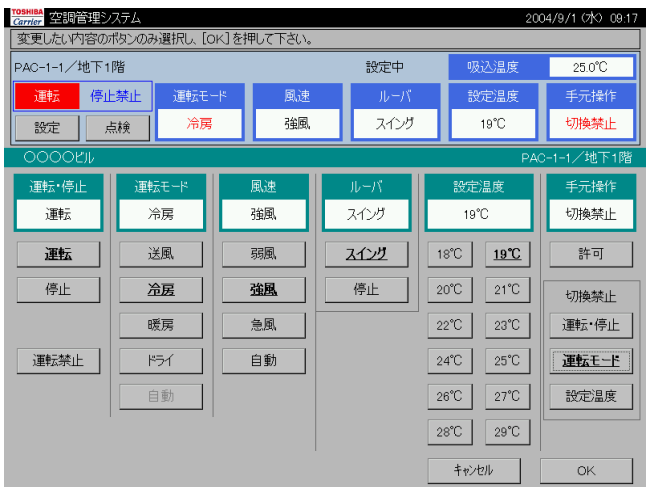 TOSHIBA
Carrier 空調管理システム 2004/9/1 (水) 09:17
変更したい内容のボタンのみ選択し、[OK]を押して下さい。
PAC-1-1／地下1階 設定中 吸込温度 25.0℃
運転 停止禁止 運転モード 風速 ルーバ 設定温度 手元操作
設定 点検 冷房 強風 スイング 19℃ 切換禁止
〇〇〇〇ビル PAC-1-1／地下1階
運転・停止 運転モード 風速 ルーバ 設定温度 手元操作
運転 冷房 強風 スイング 19℃ 切換禁止
運転 送風 弱風 スイング 18℃ 19℃ 許可
停止 冷房 強風 停止 20℃ 21℃ 切換禁止
暖房 急風 22℃ 23℃ 運転・停止
運転禁止 ドライ 自動 24℃ 25℃ 運転モード
自動 26℃ 27℃ 設定温度
28℃ 29℃
キャンセル OK